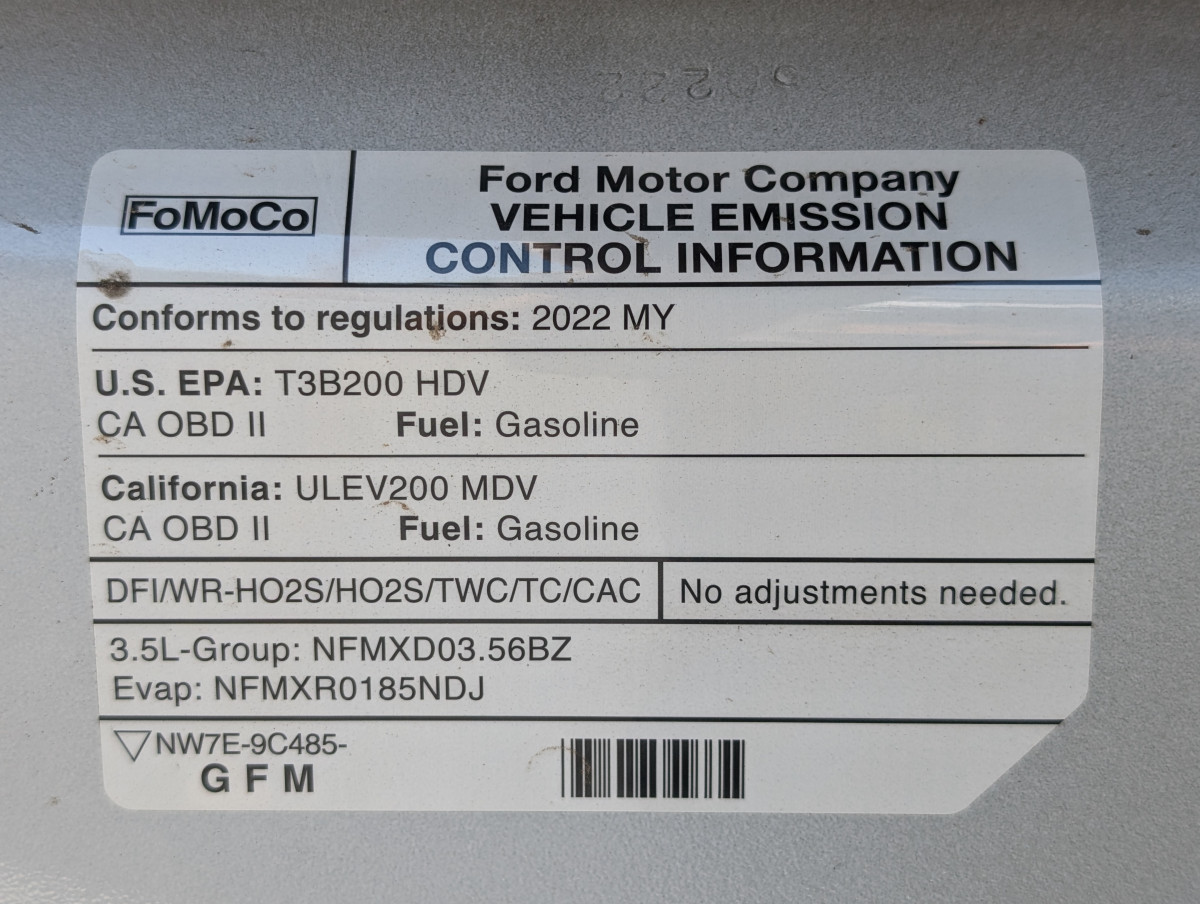 FoMoCo
Ford Motor Company
VEHICLE EMISSION
CONTROL INFORMATION
Conforms to regulations: 2022 MY
U.S. EPA: T3B200 HDV
CA OBD II Fuel: Gasoline
California: ULEV200 MDV
CA OBD II Fuel: Gasoline
DFI/WR-HO2S/HO2S/TWC/TC/CAC
No adjustments needed.
3.5L-Group: NFMXD03.56BZ
Evap: NFMXR0185NDJ
NW7E-9C485-
G F M